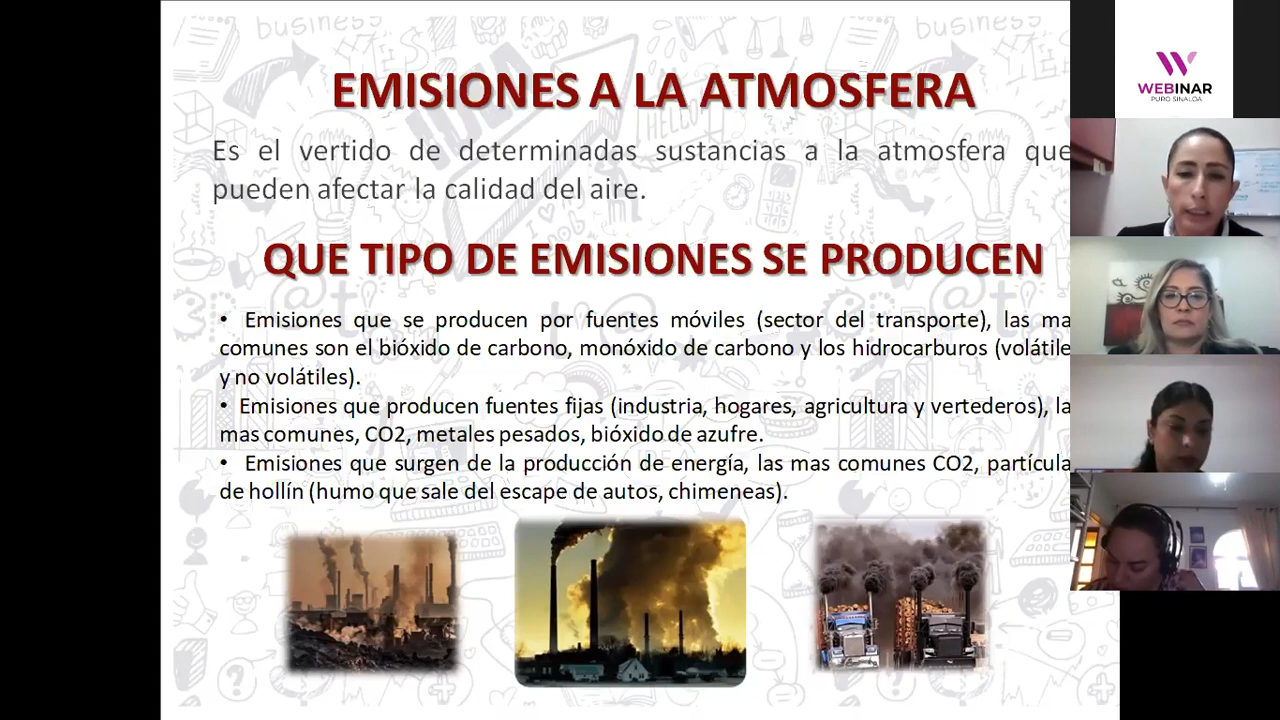 EMISIONES A LA ATMOSFERA
Es el vertido de determinadas sustancias a la atmosfera que
pueden afectar la calidad del aire.
QUE TIPO DE EMISIONES SE PRODUCEN
• Emisiones que se producen por fuentes móviles (sector del transporte), las ma
comunes son el bióxido de carbono, monóxido de carbono y los hidrocarburos (volátile
y no volátiles).
• Emisiones que producen fuentes fijas (industria, hogares, agricultura y vertederos), la
mas comunes, CO2, metales pesados, bióxido de azufre.
• Emisiones que surgen de la producción de energía, las mas comunes CO2, partícula
de hollín (humo que sale del escape de autos, chimeneas).
WEBINAR
PURO SINALOA
business
IDEA
HELLO